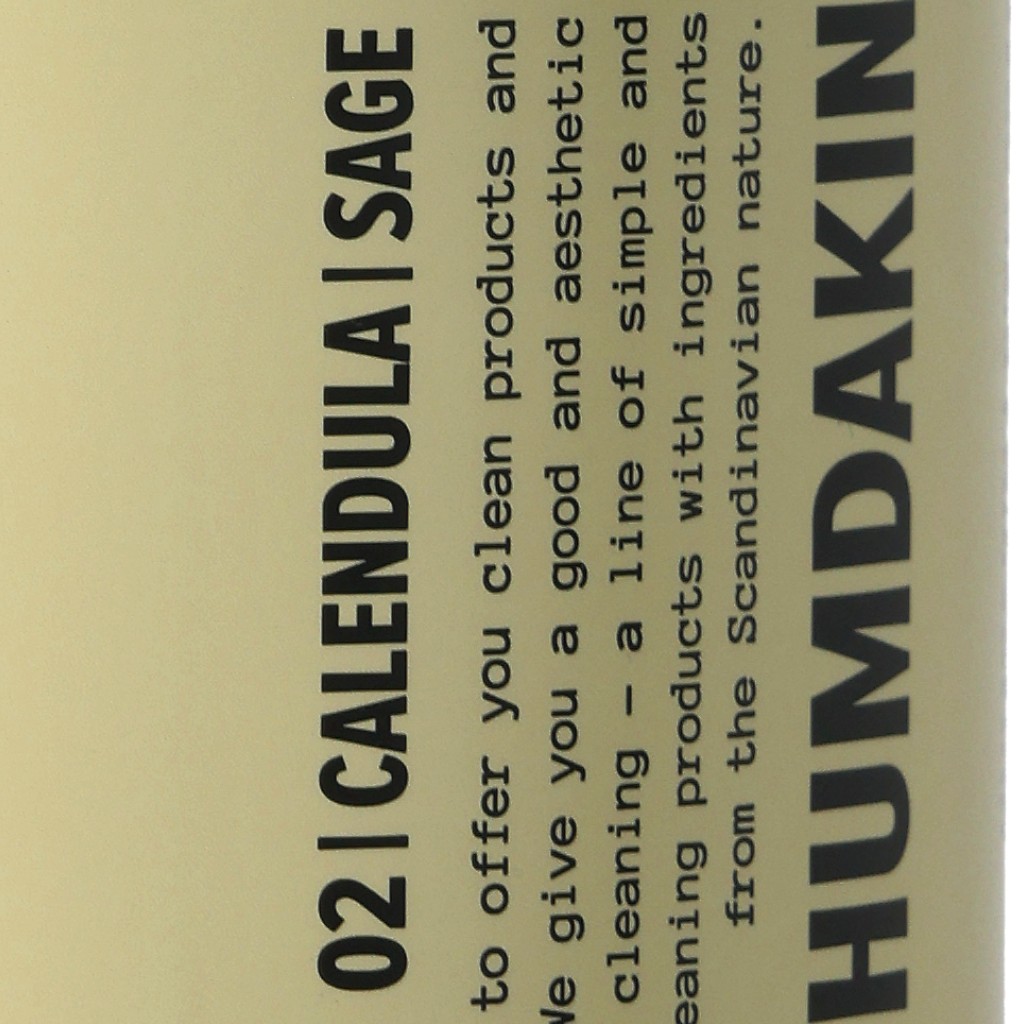 02 | CALENDULA | SAGE
to offer you clean products and
We give you a good and aesthetic
cleaning – a line of simple and
eaning products with ingredients
from the Scandinavian nature.
HUMDAKIN